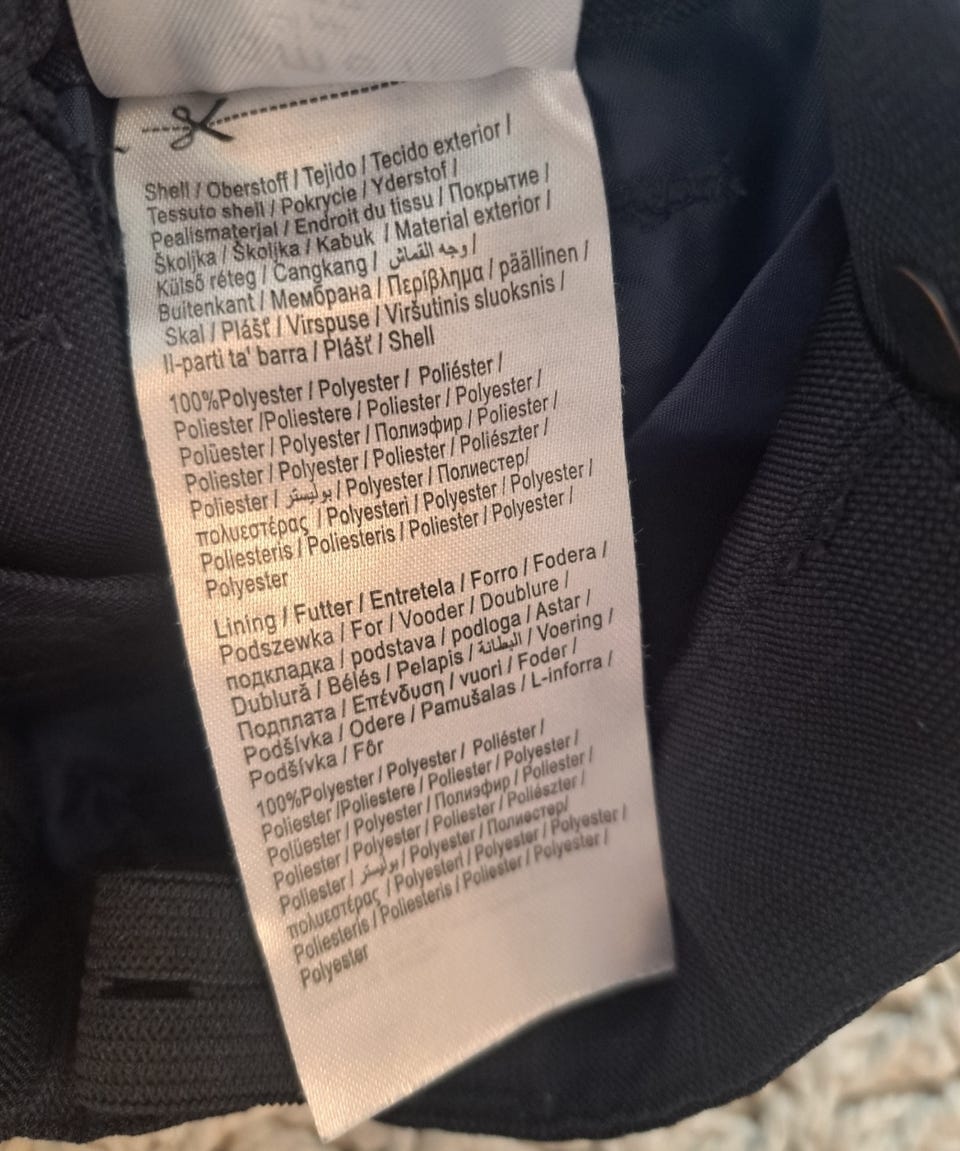 Shell / Oberstoff / Tejido / Tecido exterior /
Tessuto shell / Pokrycie / Yderstof /
Pealismaterjal / Endroit du tissu / Покрытие /
Školjka / Školjka / Kabuk / Material exterior /
Külső réteg / Cangkang / وجه القماش /
Buitenkant / Мембрана / Περίβλημα / päällinen /
Skal / Plášť / Virspuse / Viršutinis sluoksnis /
Il-parti ta' barra / Plášť / Shell
100%Polyester / Polyester / Poliéster /
Poliester /Poliestere / Poliester / Polyester /
Polüester / Polyester / Полиэфир / Poliester /
Poliester / Polyester / Poliester / Poliészter /
Poliester / بوليستر / Polyester / Полиестер/
πολυεστέρας / Polyesteri / Polyester / Polyester /
Poliesteris / Poliesteris / Poliester / Polyester /
Polyester
Lining / Futter / Entretela / Forro / Fodera /
Podszewka / For / Vooder / Doublure /
подкладка / podstava / podloga / Astar /
Dublură / Bélés / Pelapis / البطانة / Voering /
Подплата / Επένδυση / vuori / Foder /
Podšívka / Odere / Pamušalas / L-inforra /
Podšívka / Fôr
100%Polyester / Polyester / Poliéster /
Poliester /Poliestere / Poliester / Polyester /
Polüester / Polyester / Полиэфир / Poliester /
Poliester / Polyester / Poliester / Poliészter /
Poliester / بوليستر / Polyester / Полиестер/
πολυεστέρας / Polyesteri / Polyester / Polyester /
Poliesteris / Poliesteris / Poliester / Polyester /
Polyester